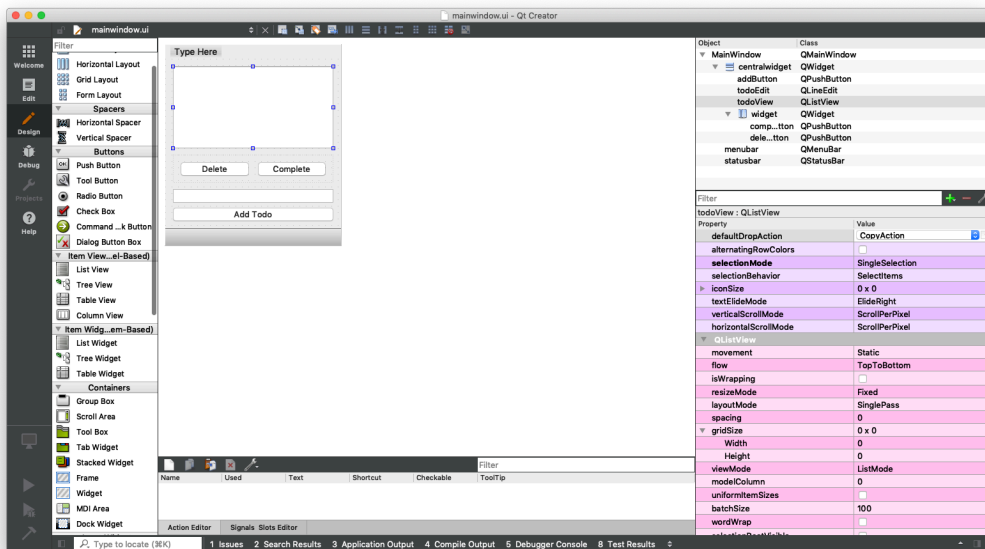 mainwindow.ui - Qt Creator
mainwindow.ui
Welcome
Edit
Design
Debug
Projects
Help
Filter
Horizontal Layout
Grid Layout
Form Layout
Spacers
Horizontal Spacer
Vertical Spacer
Buttons
Push Button
Tool Button
Radio Button
Check Box
Command ...k Button
Dialog Button Box
Item View...el-Based)
List View
Tree View
Table View
Column View
Item Widg...em-Based)
List Widget
Tree Widget
Table Widget
Containers
Group Box
Scroll Area
Tool Box
Tab Widget
Stacked Widget
Frame
Widget
MDI Area
Dock Widget
Type Here
Delete Complete
Add Todo
Filter
Name Used Text Shortcut Checkable ToolTip
Action Editor Signals Slots Editor
Object Class
MainWindow QMainWindow
centralwidget QWidget
addButton QPushButton
todoEdit QLineEdit
todoView QListView
widget QWidget
comp...tton QPushButton
dele...tton QPushButton
menubar QMenuBar
statusbar QStatusBar
Filter
todoView : QListView
Property Value
defaultDropAction CopyAction
alternatingRowColors
selectionMode SingleSelection
selectionBehavior SelectItems
iconSize 0 x 0
textElideMode ElideRight
verticalScrollMode ScrollPerPixel
horizontalScrollMode ScrollPerPixel
QListView
movement Static
flow TopToBottom
isWrapping
resizeMode Fixed
layoutMode SinglePass
spacing 0
gridSize 0 x 0
Width 0
Height 0
viewMode ListMode
modelColumn 0
uniformItemSizes
batchSize 100
wordWrap
Type to locate (⌘K) 1 Issues 2 Search Results 3 Application Output 4 Compile Output 5 Debugger Console 8 Test Results